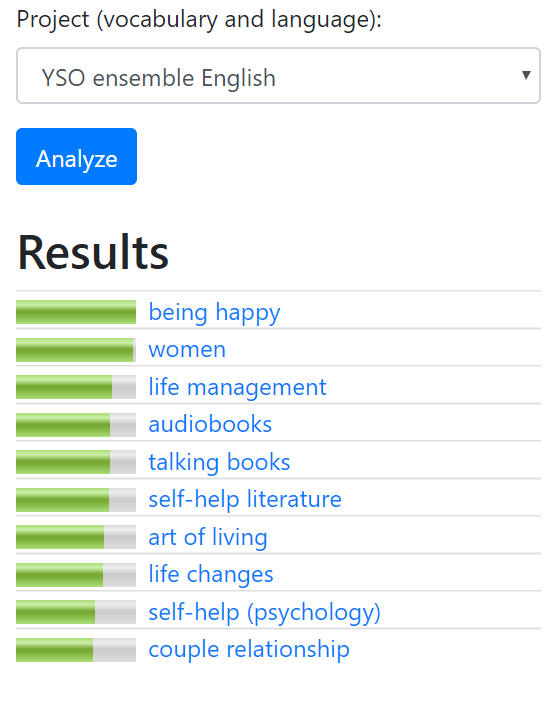 Project (vocabulary and language):
YSO ensemble English
Analyze
Results
being happy
women
life management
audiobooks
talking books
self-help literature
art of living
life changes
self-help (psychology)
couple relationship